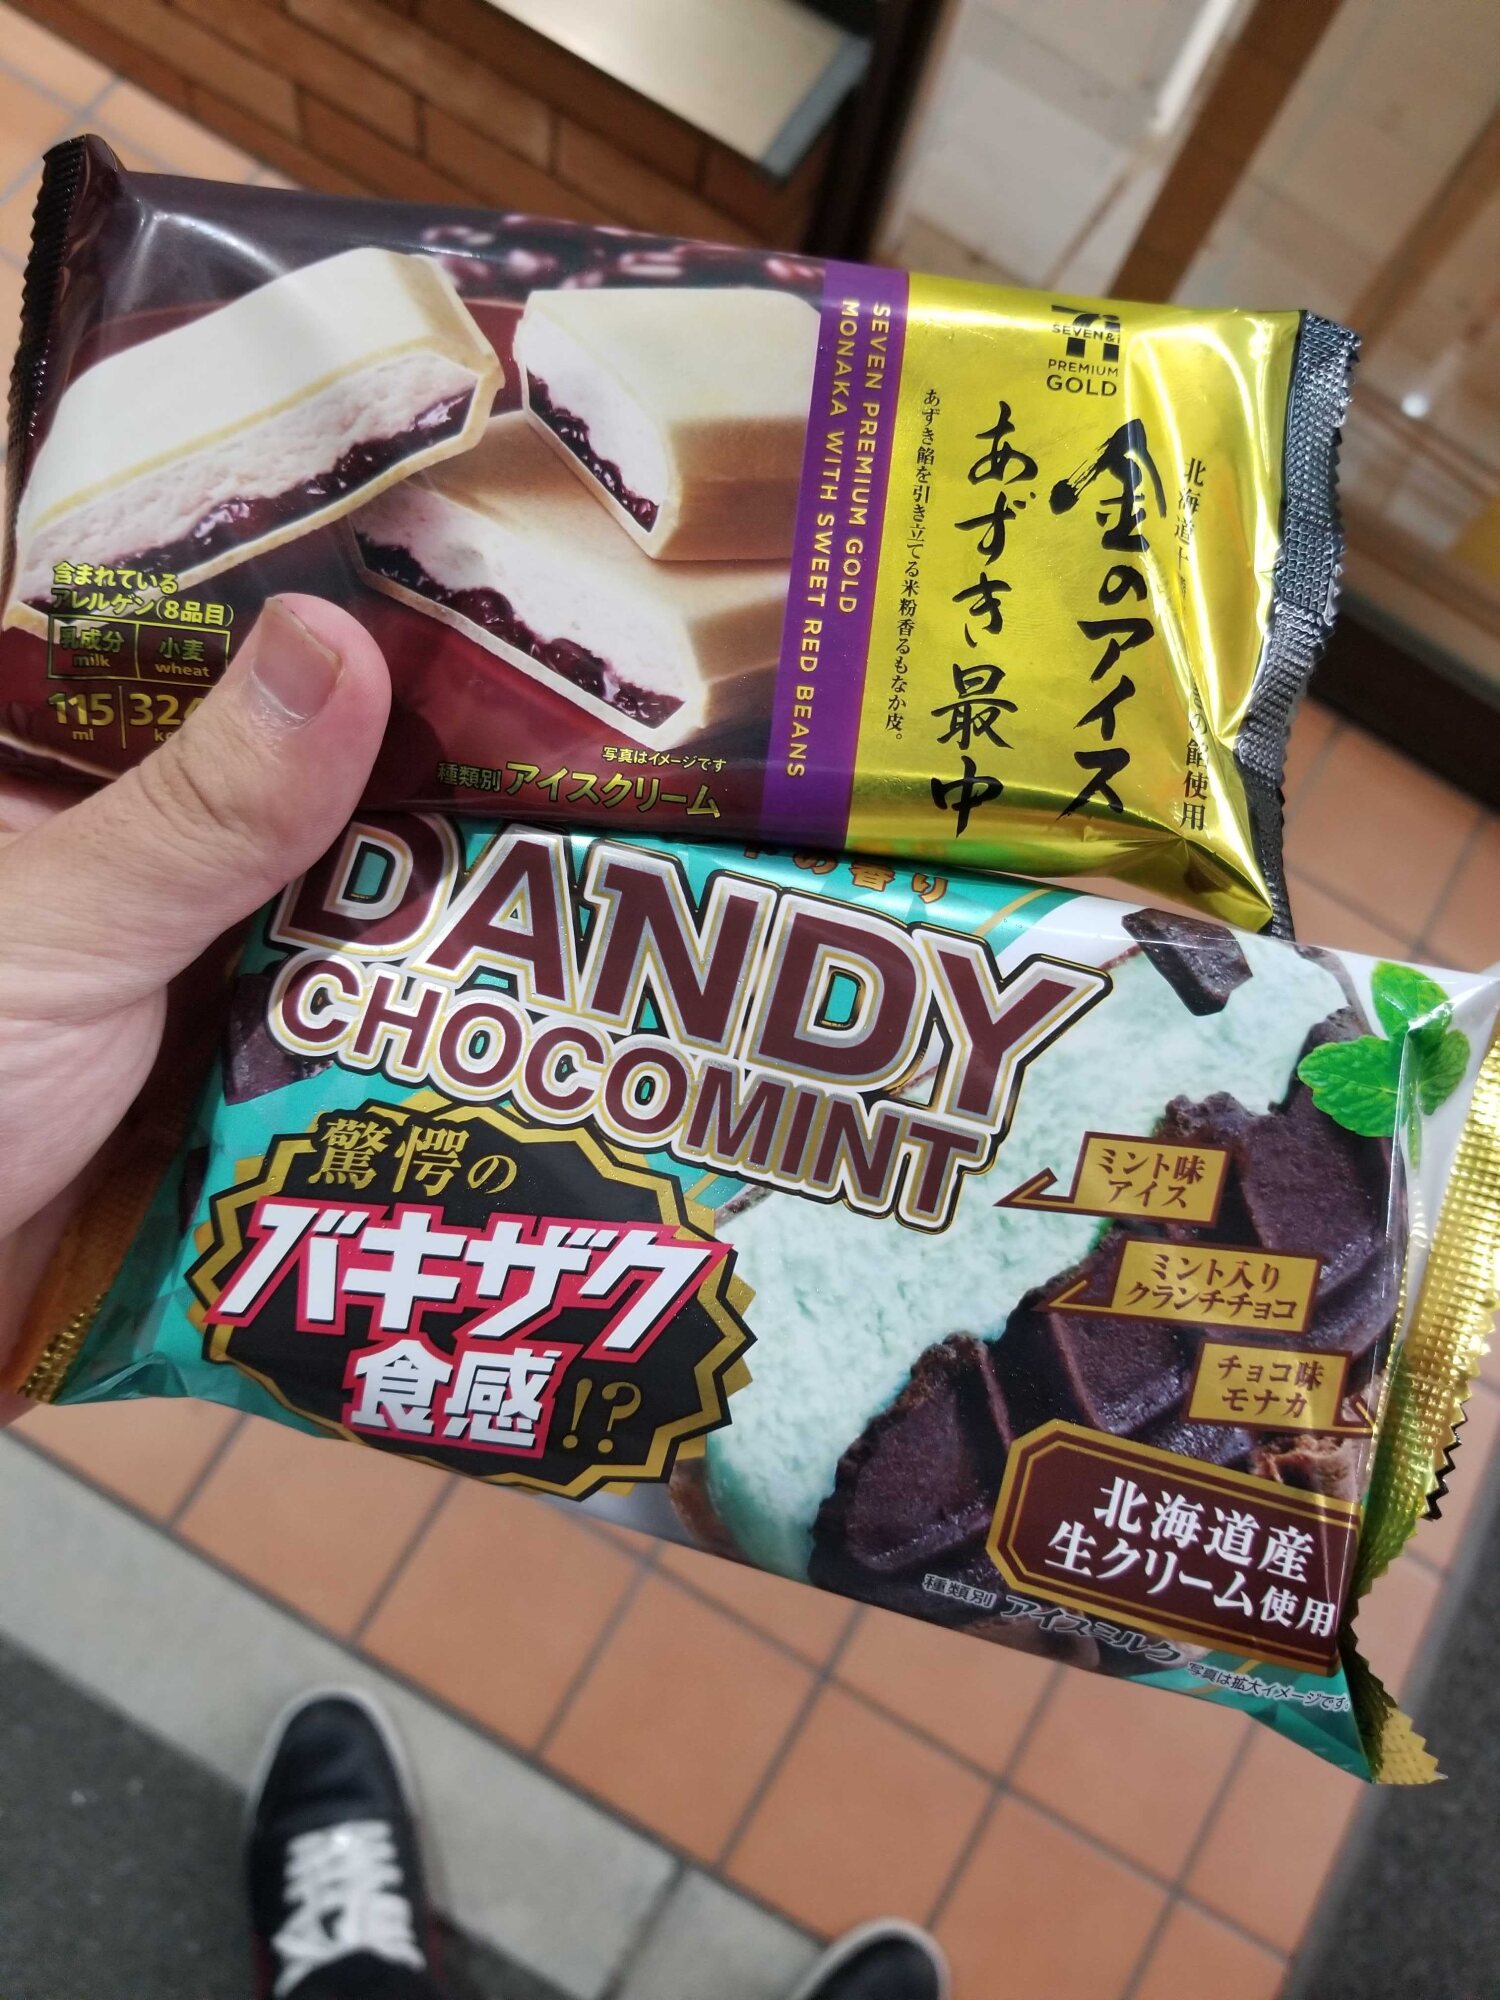 SEVEN&i
PREMIUM
GOLD
金のアイス
あずき最中
あずき餡を引き立てる米粉香るもなか皮。
SEVEN PREMIUM GOLD
MONAKA WITH SWEET RED BEANS
北海道十
の餡使用
含まれている
アレルゲン(8品目)
乳成分 小麦
milk wheat
115 32
ml
写真はイメージです
種類別 アイスクリーム
の香り
DANDY
CHOCOMINT
驚愕の
バキザク
食感!?
ミント味
アイス
ミント入り
クランチチョコ
チョコ味
モナカ
北海道産
生クリーム使用
種類別 アイスミルク
写真は拡大イメージです。